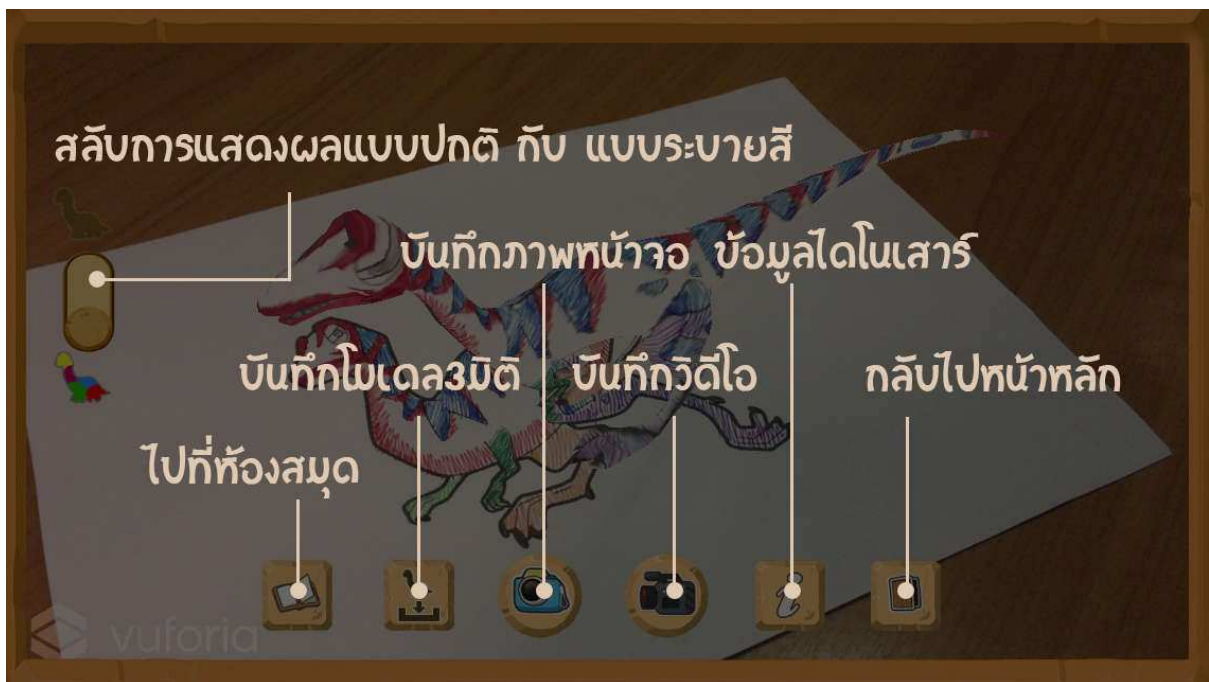 สลับการแสดงผลแบบปกติ กับ แบบระบายสี
บันทึกภาพหน้าจอ ข้อมูลไดโนเสาร์
บันทึกโมเดล3มิติ บันทึกวิดีโอ กลับไปหน้าหลัก
ไปที่ห้องสมุด
vuforia